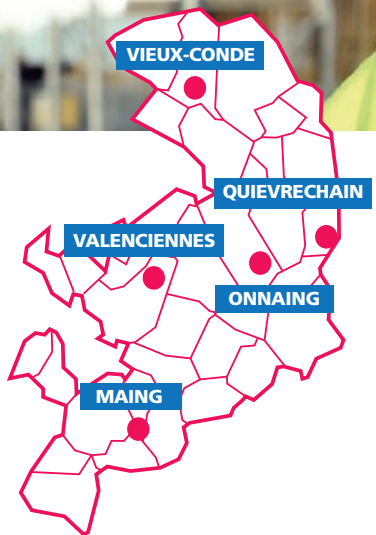 VIEUX-CONDE
QUIEVRECHAIN
VALENCIENNES
ONNAING
MAING